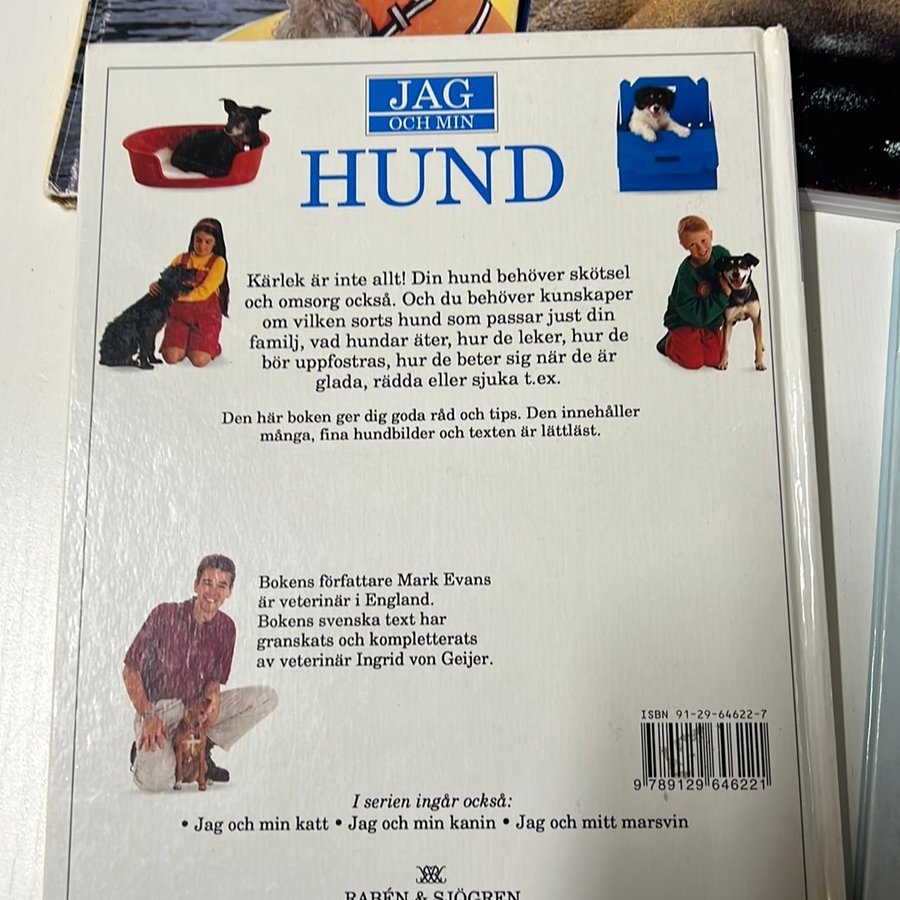 JAG
OCH MIN
HUND
Kärlek är inte allt! Din hund behöver skötsel
och omsorg också. Och du behöver kunskaper
om vilken sorts hund som passar just din
familj, vad hundar äter, hur de leker, hur de
bör uppfostras, hur de beter sig när de är
glada, rädda eller sjuka t.ex.
Den här boken ger dig goda råd och tips. Den innehåller
många, fina hundbilder och texten är lättläst.
Bokens författare Mark Evans
är veterinär i England.
Bokens svenska text har
granskats och kompletterats
av veterinär Ingrid von Geijer.
ISBN 91-29-64622-7
9 789129 646221
I serien ingår också:
• Jag och min katt • Jag och min kanin • Jag och mitt marsvin
RABÉN & SJÖGREN